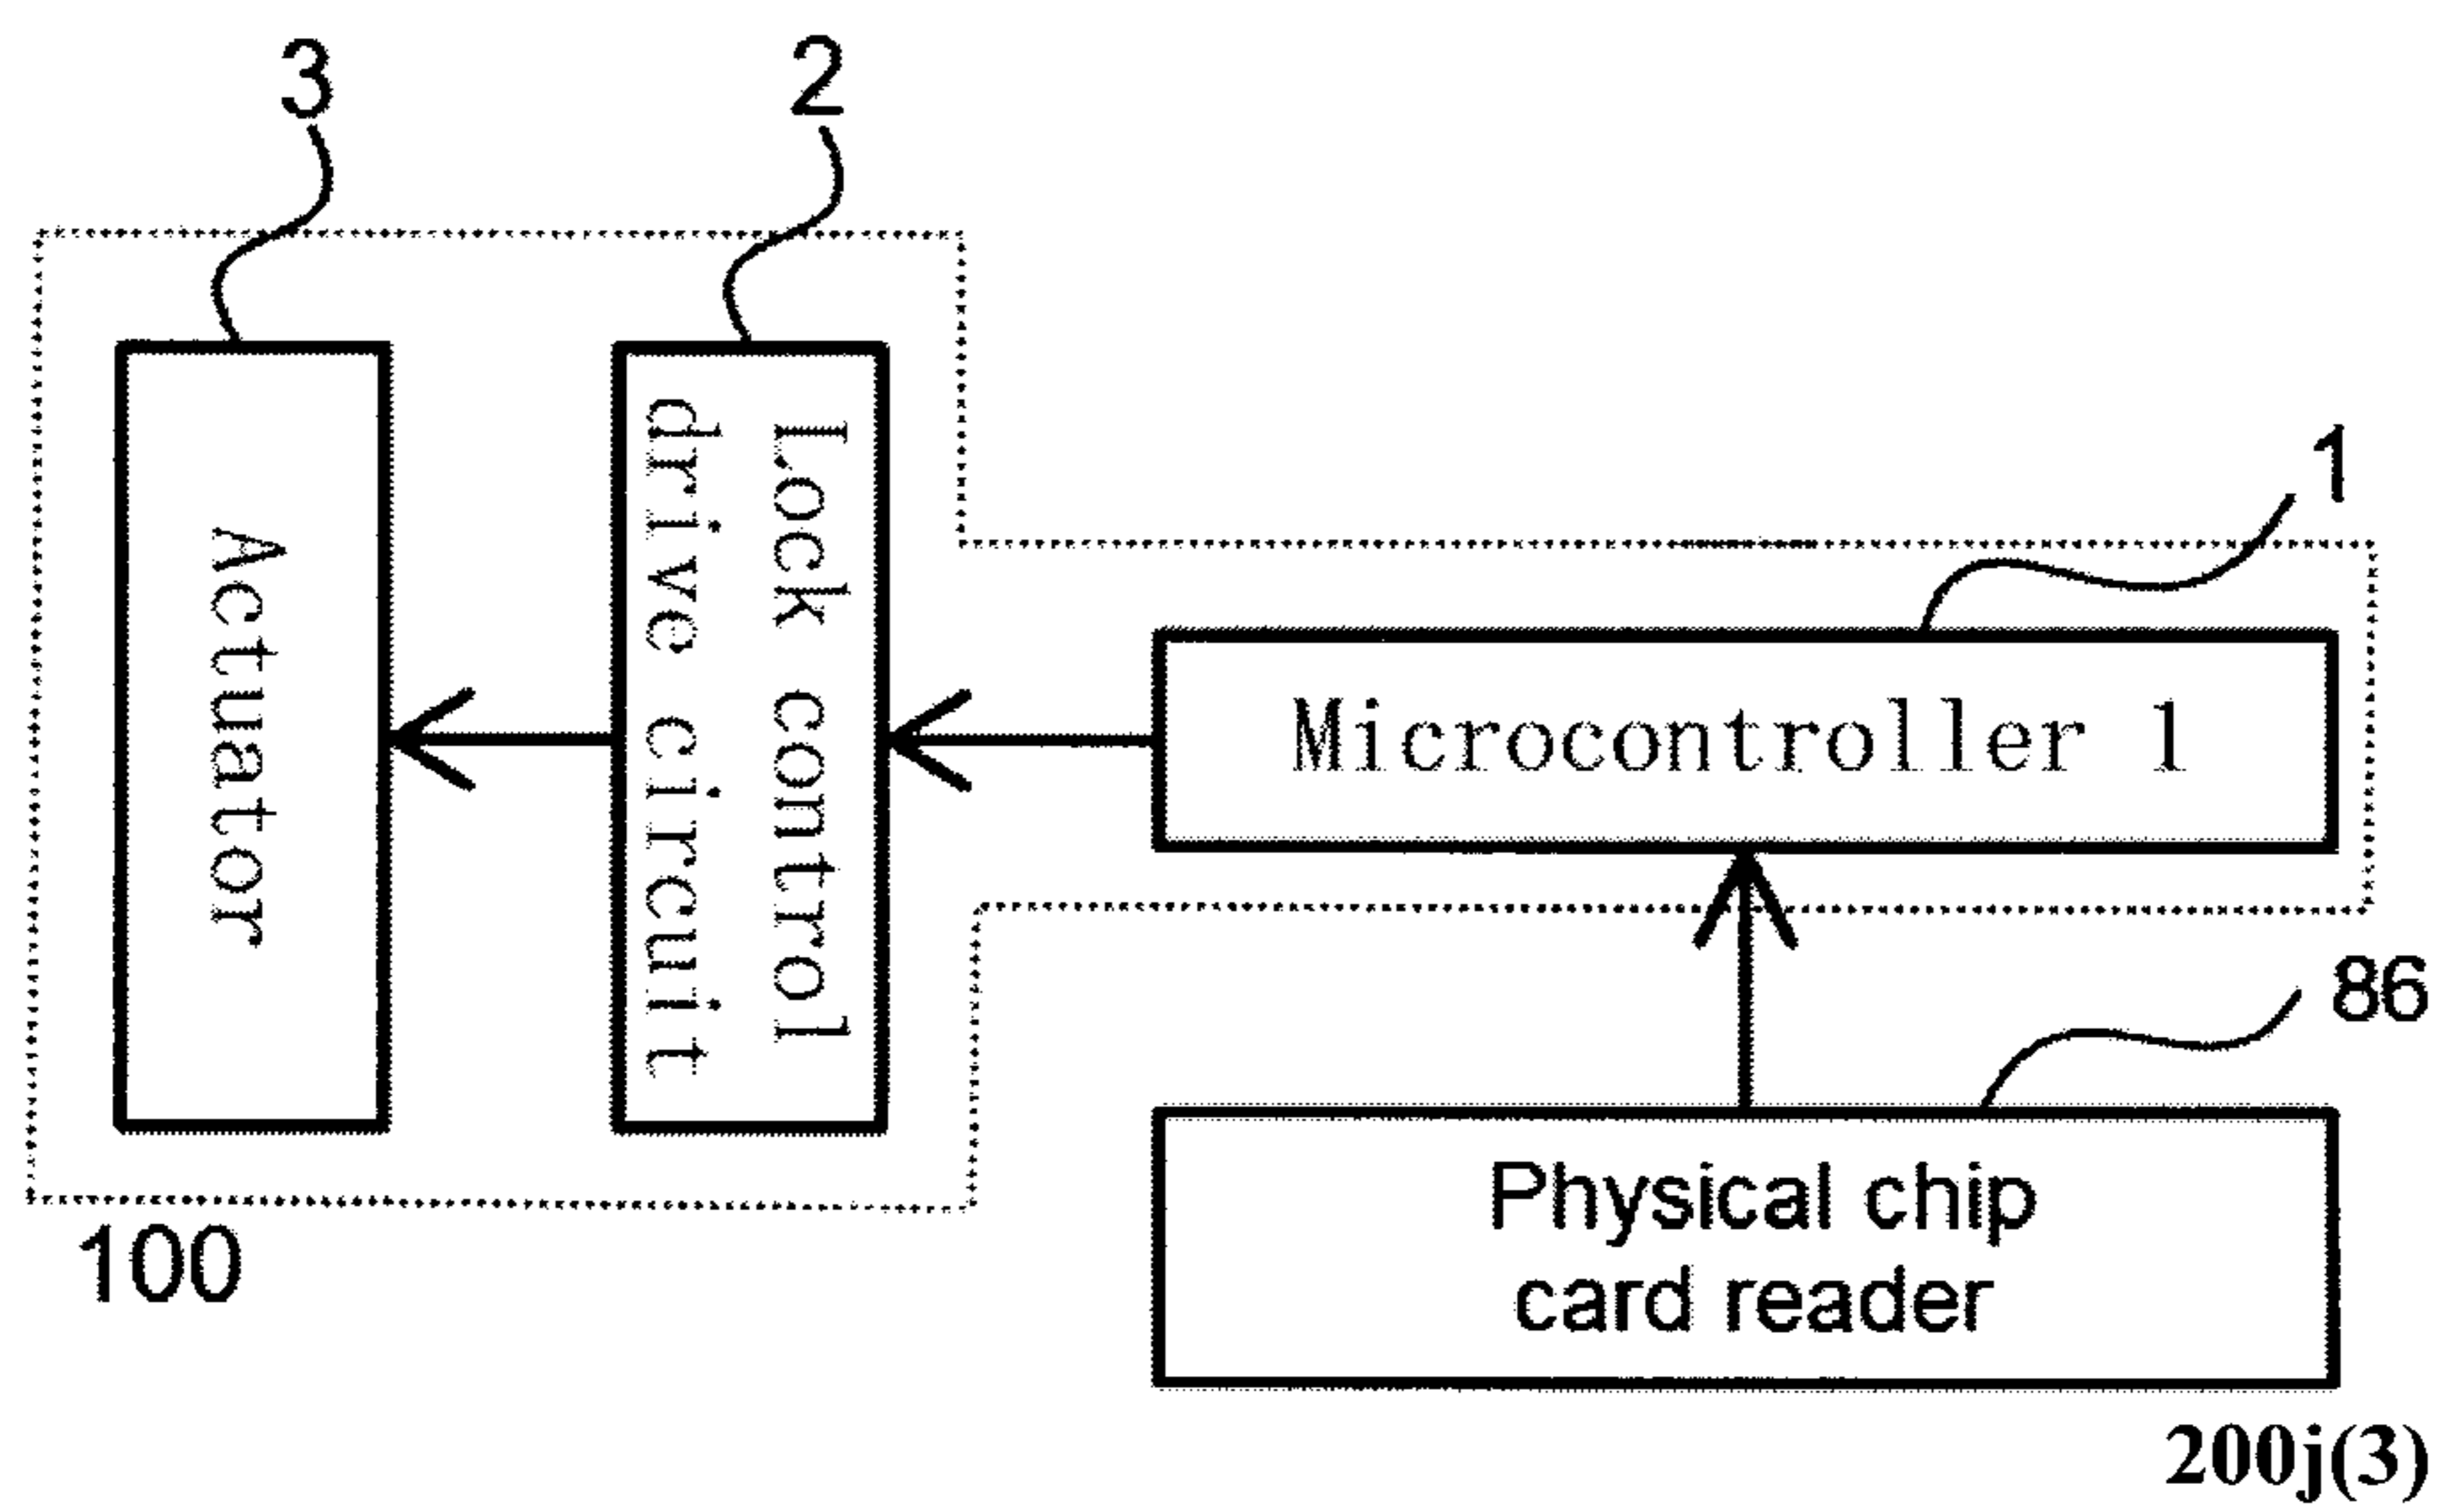 3
2
1
Actuator
Lock control
drive circuit
Microcontroller 1
86
Physical chip
card reader
100
200j(3)